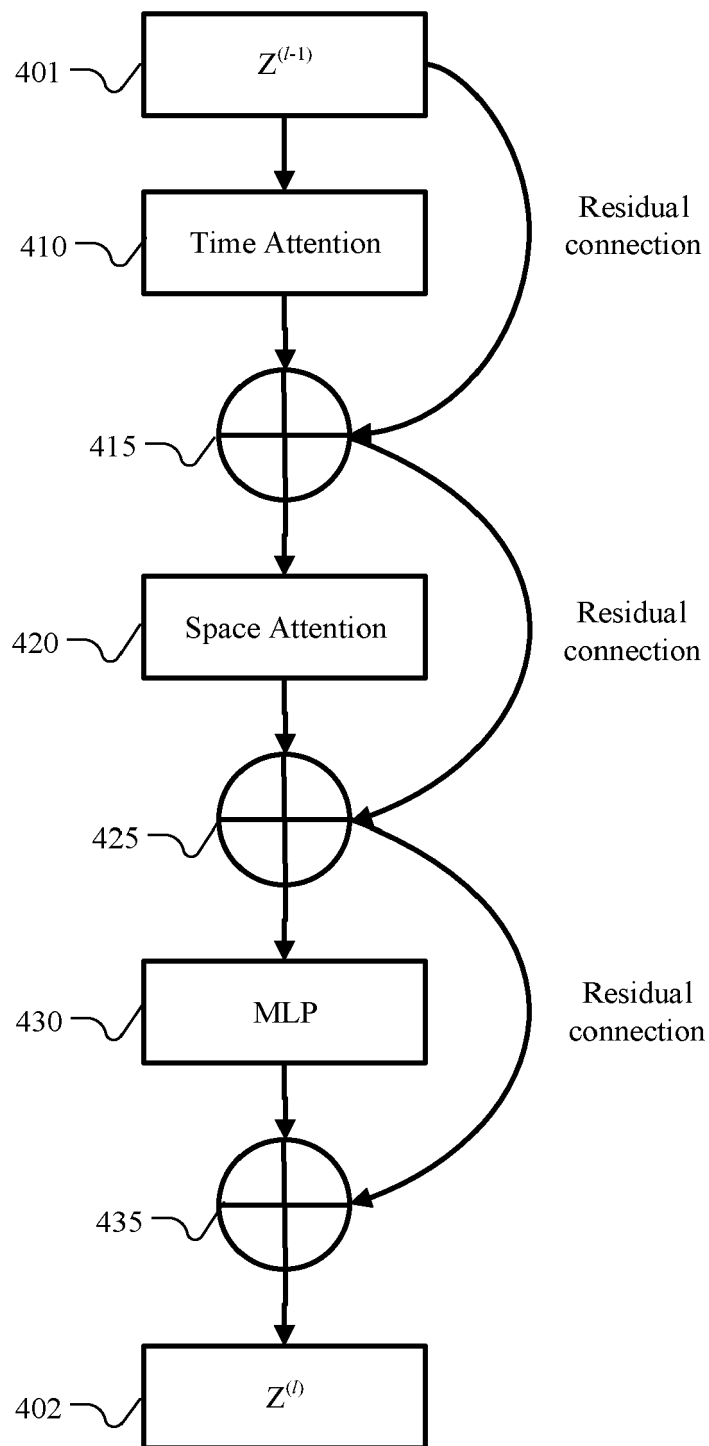 401
Z^(l-1)
410
Time Attention
Residual
connection
415
420
Space Attention
Residual
connection
425
430
MLP
Residual
connection
435
402
Z^(l)